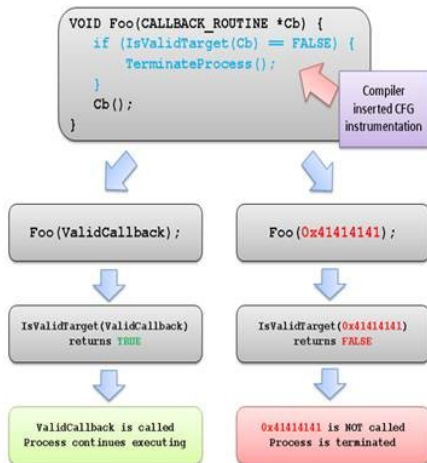 VOID Foo(CALLBACK_ROUTINE *Cb) {
if (IsValidTarget(Cb) == FALSE) {
TerminateProcess();
}
Cb();
}
Compiler
inserted CFG
instrumentation
Foo(ValidCallback);
Foo(0x41414141);
IsValidTarget(ValidCallback)
returns TRUE
IsValidTarget(0x41414141)
returns FALSE
ValidCallback is called
Process continues executing
0x41414141 is NOT called
Process is terminated